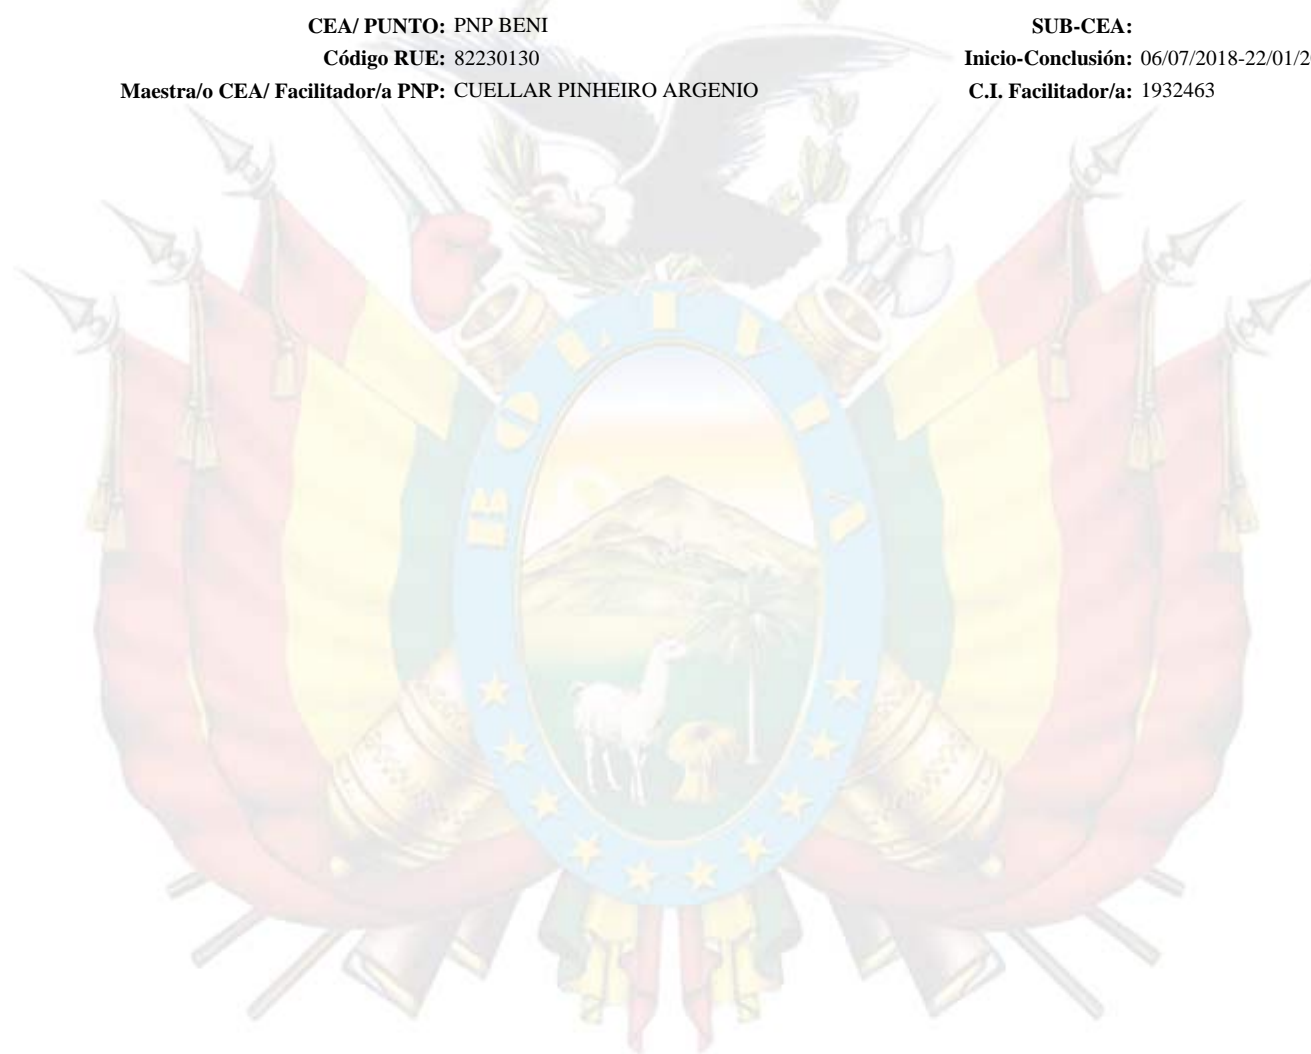 CEA/ PUNTO: PNP BENI SUB-CEA:
Código RUE: 82230130 Inicio-Conclusión: 06/07/2018-22/01/2
Maestra/o CEA/ Facilitador/a PNP: CUELLAR PINHEIRO ARGENIO C.I. Facilitador/a: 1932463
BOLIVIA